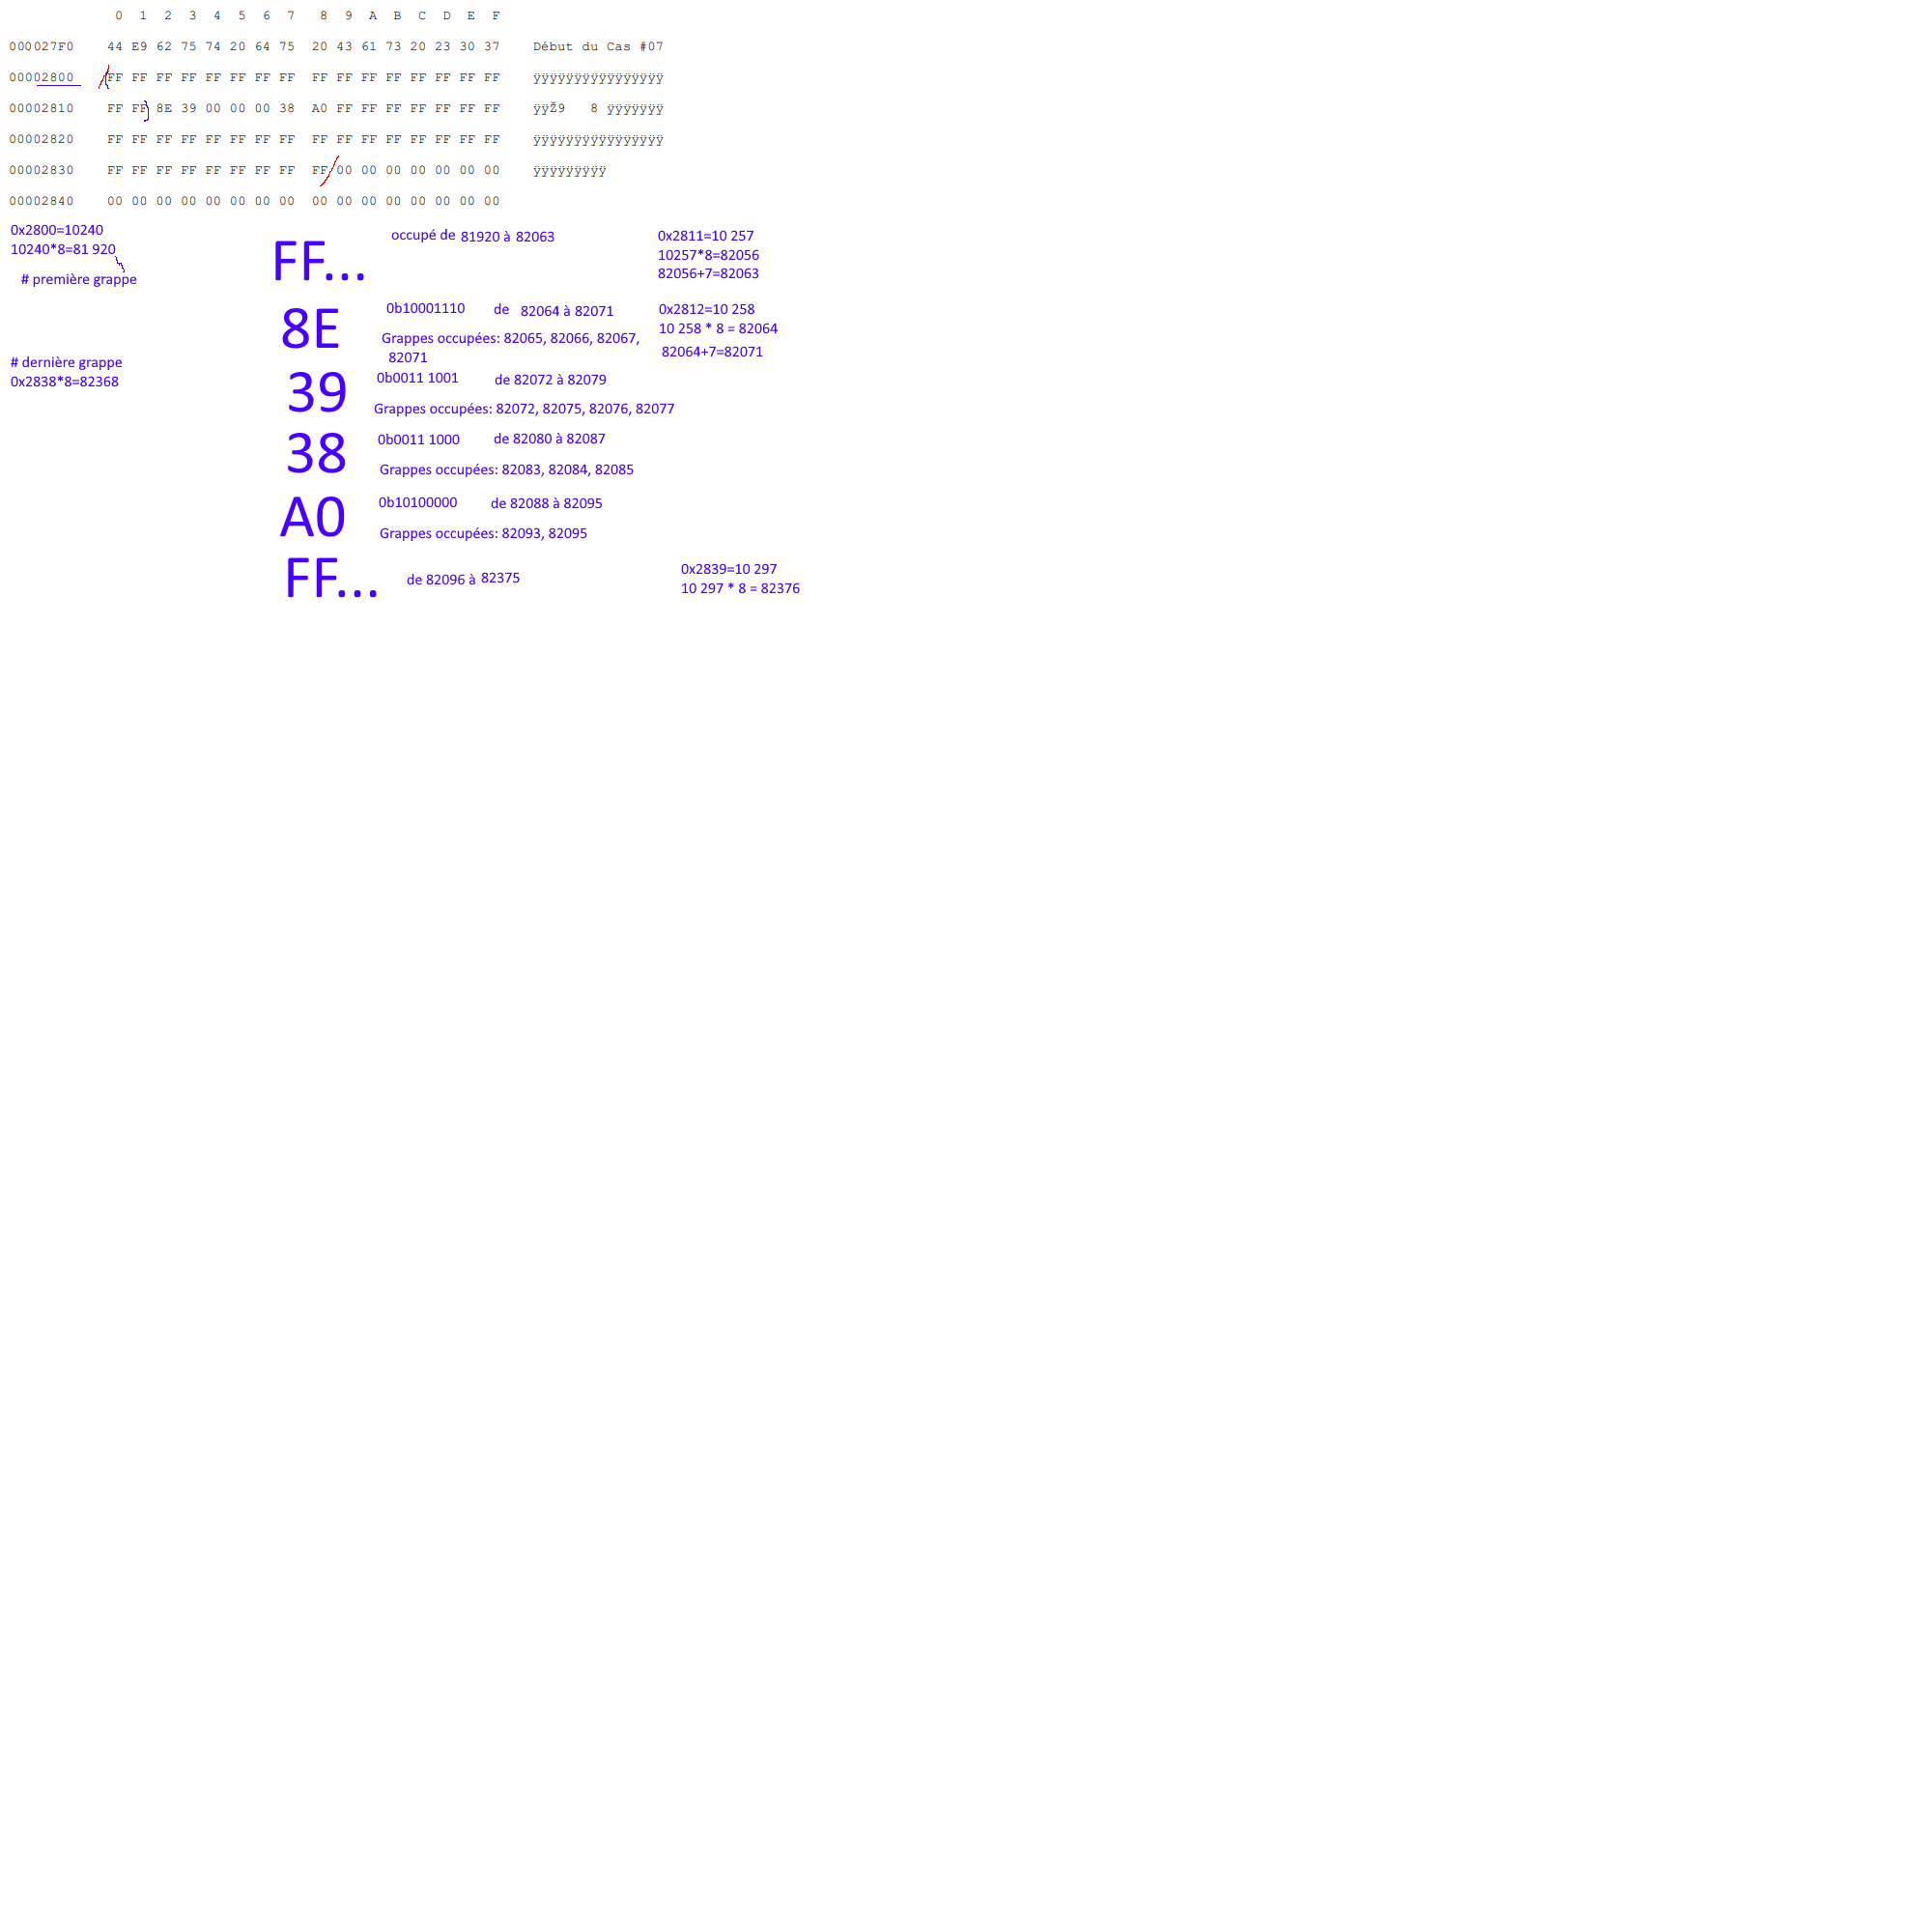 0 1 2 3 4 5 6 7 8 9 A B C D E F
000027F0 44 E9 62 75 74 20 64 75 20 43 61 73 20 23 30 37 Début du Cas #07
00002800 FF FF FF FF FF FF FF FF FF FF FF FF FF FF FF FF ÿÿÿÿÿÿÿÿÿÿÿÿÿÿÿÿ
00002810 FF FF 8E 39 00 00 00 38 A0 FF FF FF FF FF FF FF ÿÿŽ9 8 ÿÿÿÿÿÿÿ
00002820 FF FF FF FF FF FF FF FF FF FF FF FF FF FF FF FF ÿÿÿÿÿÿÿÿÿÿÿÿÿÿÿÿ
00002830 FF FF FF FF FF FF FF FF FF 00 00 00 00 00 00 00 ÿÿÿÿÿÿÿÿÿ
00002840 00 00 00 00 00 00 00 00 00 00 00 00 00 00 00 00
0x2800=10240
10240*8=81 920
# première grappe
# dernière grappe
0x2838*8=82368
FF...
occupé de 81920 à 82063
0x2811=10 257
10257*8=82056
82056+7=82063
8E
0b10001110 de 82064 à 82071
Grappes occupées: 82065, 82066, 82067,
82071
0x2812=10 258
10 258 * 8 = 82064
82064+7=82071
39
0b0011 1001 de 82072 à 82079
Grappes occupées: 82072, 82075, 82076, 82077
38
0b0011 1000 de 82080 à 82087
Grappes occupées: 82083, 82084, 82085
A0
0b10100000 de 82088 à 82095
Grappes occupées: 82093, 82095
FF...
de 82096 à 82375
0x2839=10 297
10 297 * 8 = 82376